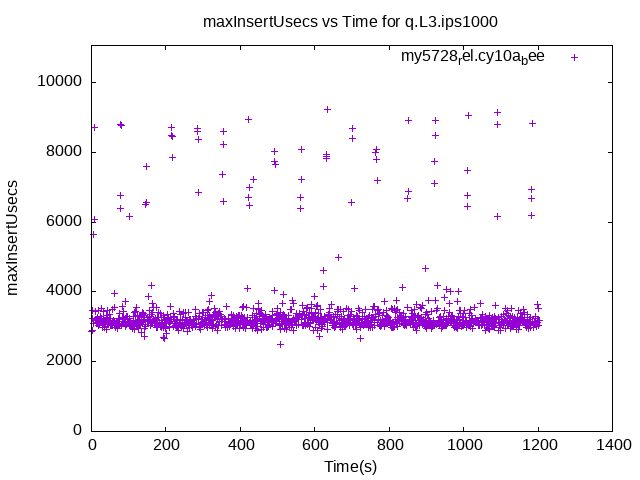 maxInsertUsecs vs Time for q.L3.ips1000
my5728rel.cy10abee
10000
8000
6000
4000
2000
0
maxInsertUsecs
0 200 400 600 800 1000 1200 1400
Time(s)